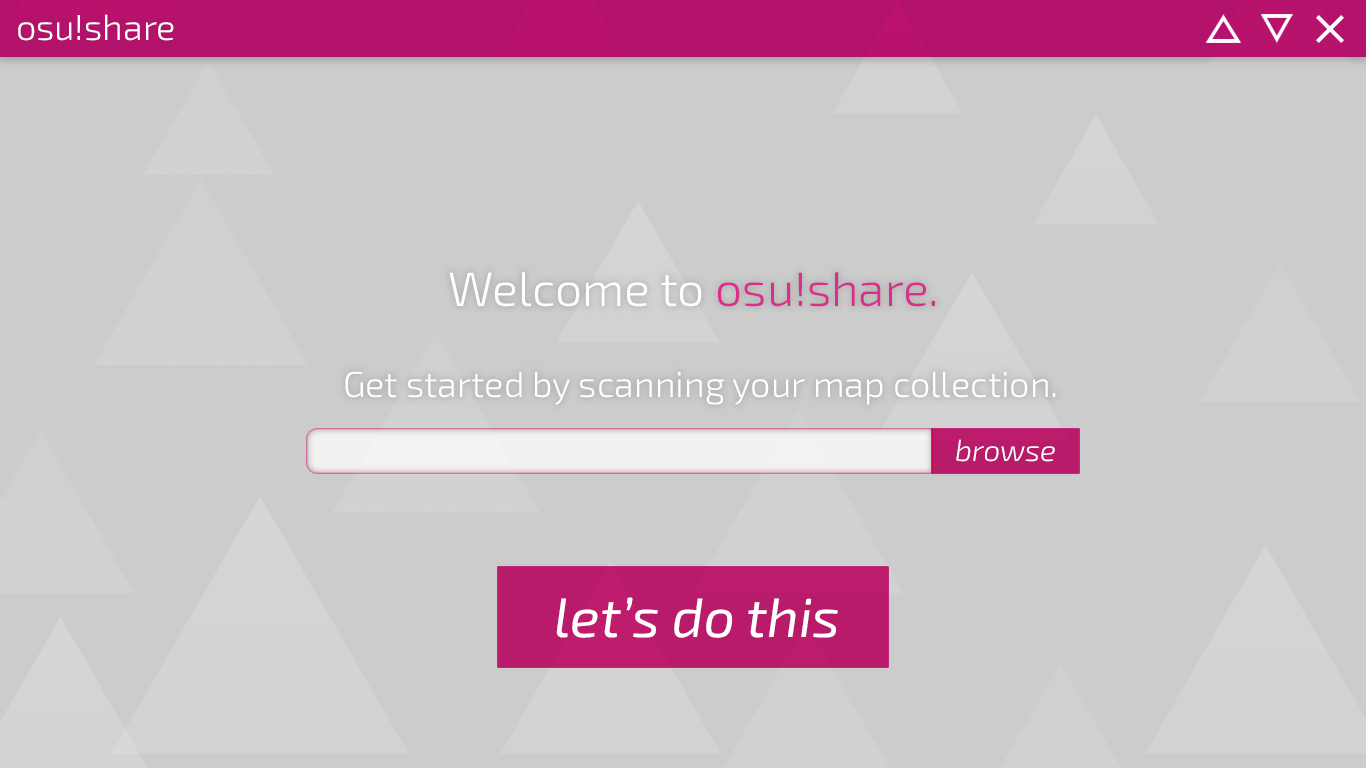 osu!share
Welcome to osu!share.
Get started by scanning your map collection.
browse
let’s do this